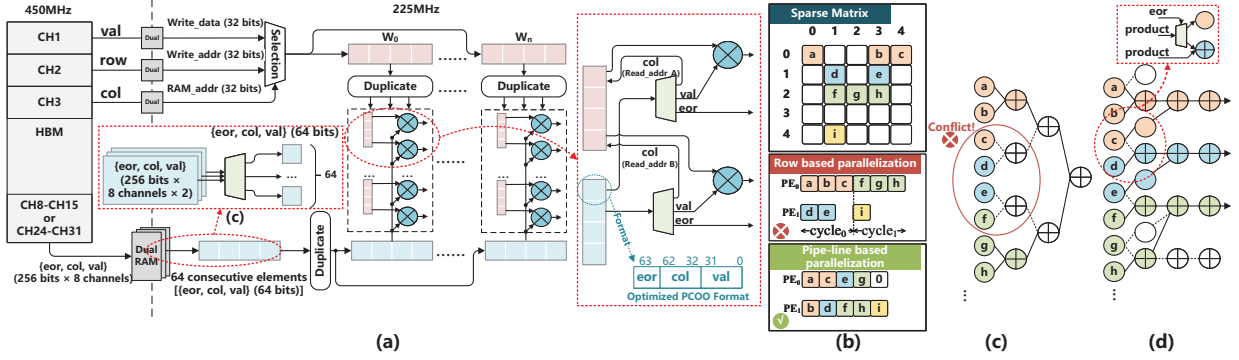 450MHz
CH1
CH2
CH3
HBM
CH8-CH15
or
CH24-CH31
val
row
col
Dual
Dual
Dual
Write_data (32 bits)
Write_addr (32 bits)
RAM_addr (32 bits)
Selection
225MHz
W0
......
Wn
Duplicate
......
Duplicate
......
......
{eor, col, val} (64 bits)
{eor, col, val}
(256 bits ×
8 channels × 2)
...
64
(c)
{eor, col, val}
(256 bits × 8 channels)
Dual
RAM
64 consecutive elements
[{eor, col, val} (64 bits)]
Duplicate
......
(a)
col
(Read_addr A)
val
eor
col
(Read_addr B)
val
eor
Format
63 62 32 31 0
eor col val
Optimized PCOO Format
Sparse Matrix
0 1 2 3 4
0 a b c
1 d e
2 f g h
3
4 i
Row based parallelization
PE0 a b c f g h
PE1 d e i
cycle0 cycle1
Pipe-line based
parallelization
PE0 a c e g 0
PE1 b d f h i
(b)
Conflict!
a
b
c
d
e
f
g
h
...
(c)
eor
product
product
a
b
c
d
e
f
g
h
...
(d)